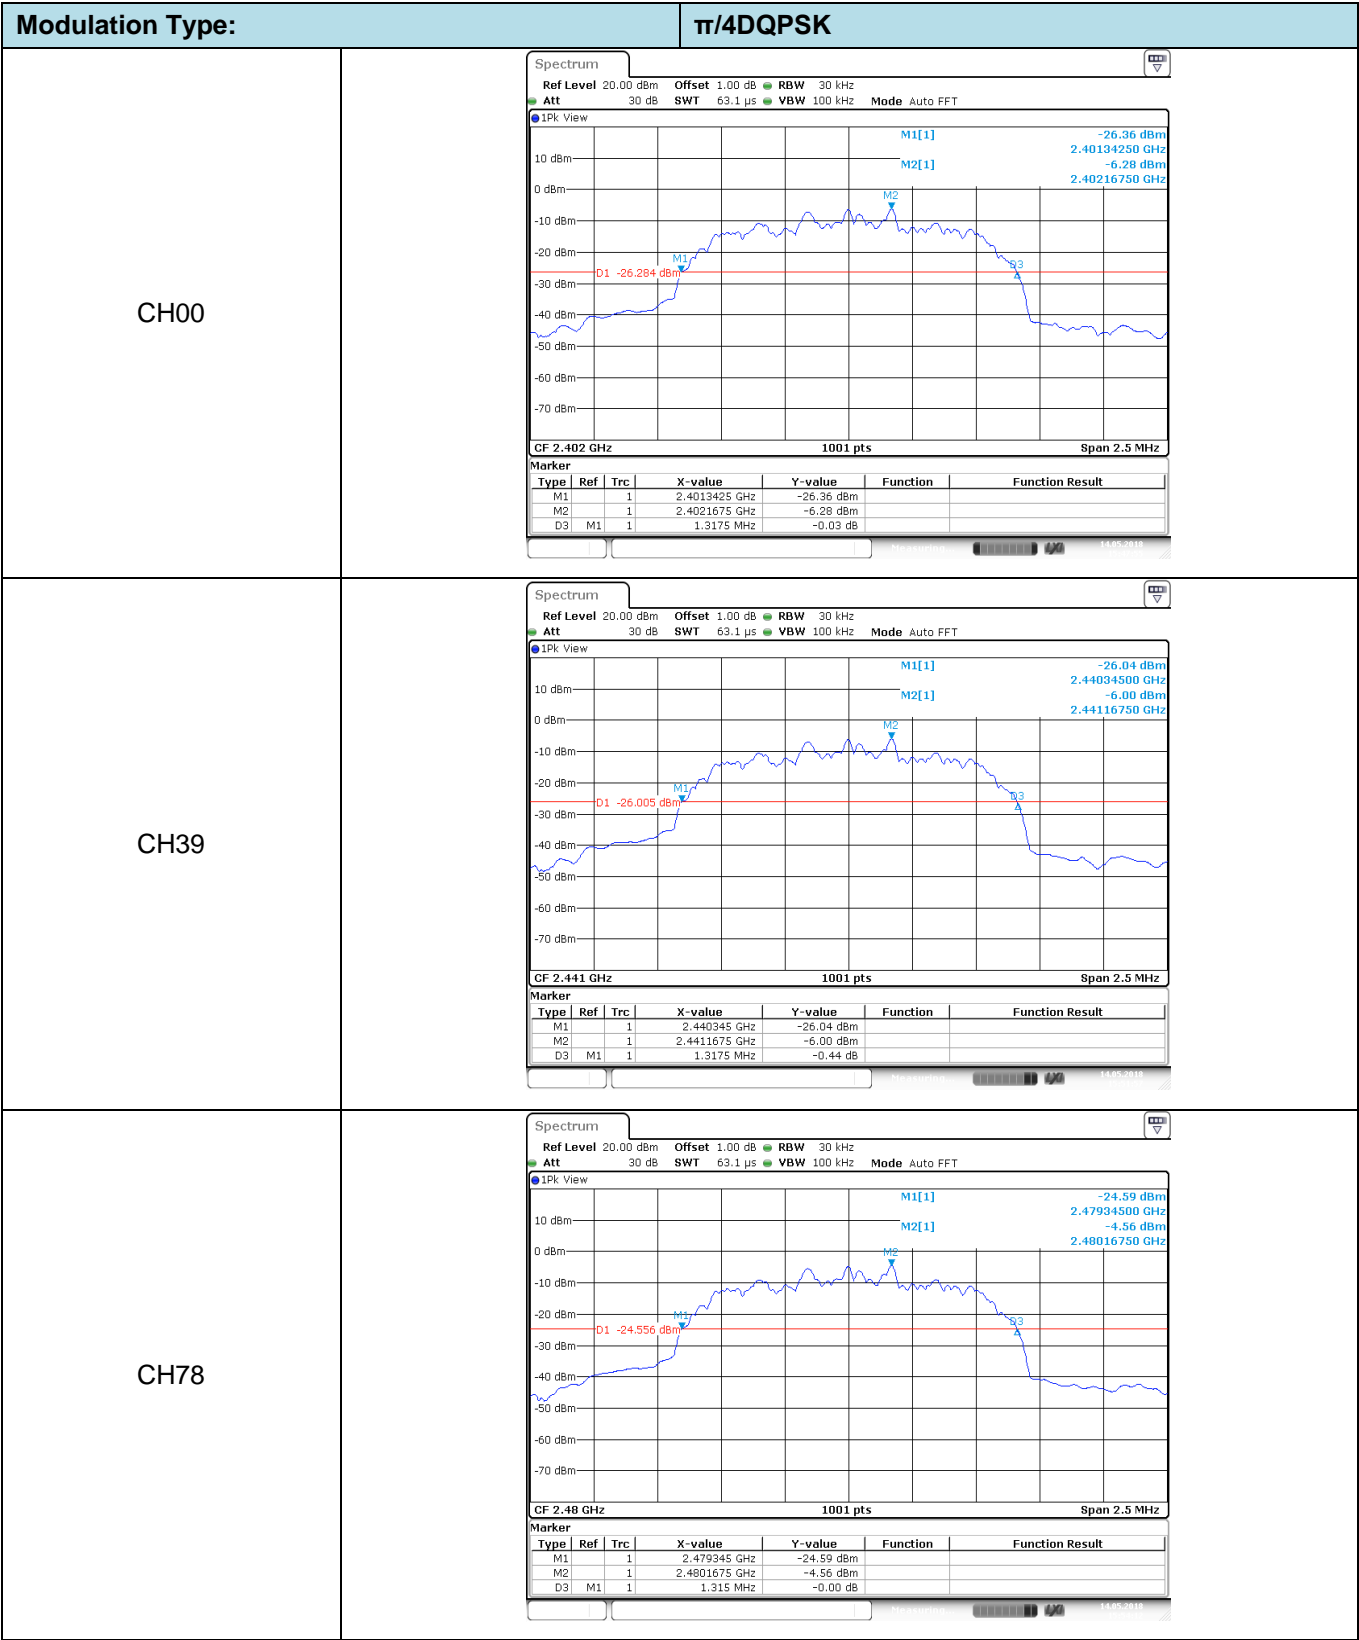 Modulation Type: π/4DQPSK
CH00
Spectrum
Ref Level 20.00 dBm Offset 1.00 dB RBW 30 kHz
Att 30 dB SWT 63.1 µs VBW 100 kHz Mode Auto FFT
1Pk View
M1[1] -26.36 dBm
2.40134250 GHz
10 dBm
M2[1] -6.28 dBm
2.40216750 GHz
0 dBm
M2
-10 dBm
-20 dBm
M1
D3
D1 -26.284 dBm
-30 dBm
-40 dBm
-50 dBm
-60 dBm
-70 dBm
CF 2.402 GHz 1001 pts Span 2.5 MHz
Marker
Type Ref Trc X-value Y-value Function Function Result
M1 1 2.4013425 GHz -26.36 dBm
M2 1 2.4021675 GHz -6.28 dBm
D3 M1 1 1.3175 MHz -0.03 dB
Measuring 14.05.2018
CH39
Spectrum
Ref Level 20.00 dBm Offset 1.00 dB RBW 30 kHz
Att 30 dB SWT 63.1 µs VBW 100 kHz Mode Auto FFT
1Pk View
M1[1] -26.04 dBm
2.44034500 GHz
10 dBm
M2[1] -6.00 dBm
2.44116750 GHz
0 dBm
M2
-10 dBm
-20 dBm
M1
D3
D1 -26.005 dBm
-30 dBm
-40 dBm
-50 dBm
-60 dBm
-70 dBm
CF 2.441 GHz 1001 pts Span 2.5 MHz
Marker
Type Ref Trc X-value Y-value Function Function Result
M1 1 2.440345 GHz -26.04 dBm
M2 1 2.4411675 GHz -6.00 dBm
D3 M1 1 1.3175 MHz -0.44 dB
Measuring 14.05.2018
CH78
Spectrum
Ref Level 20.00 dBm Offset 1.00 dB RBW 30 kHz
Att 30 dB SWT 63.1 µs VBW 100 kHz Mode Auto FFT
1Pk View
M1[1] -24.59 dBm
2.47934500 GHz
10 dBm
M2[1] -4.56 dBm
2.48016750 GHz
0 dBm
M2
-10 dBm
-20 dBm
M1
D3
D1 -24.556 dBm
-30 dBm
-40 dBm
-50 dBm
-60 dBm
-70 dBm
CF 2.48 GHz 1001 pts Span 2.5 MHz
Marker
Type Ref Trc X-value Y-value Function Function Result
M1 1 2.479345 GHz -24.59 dBm
M2 1 2.4801675 GHz -4.56 dBm
D3 M1 1 1.315 MHz -0.00 dB
Measuring 14.05.2018